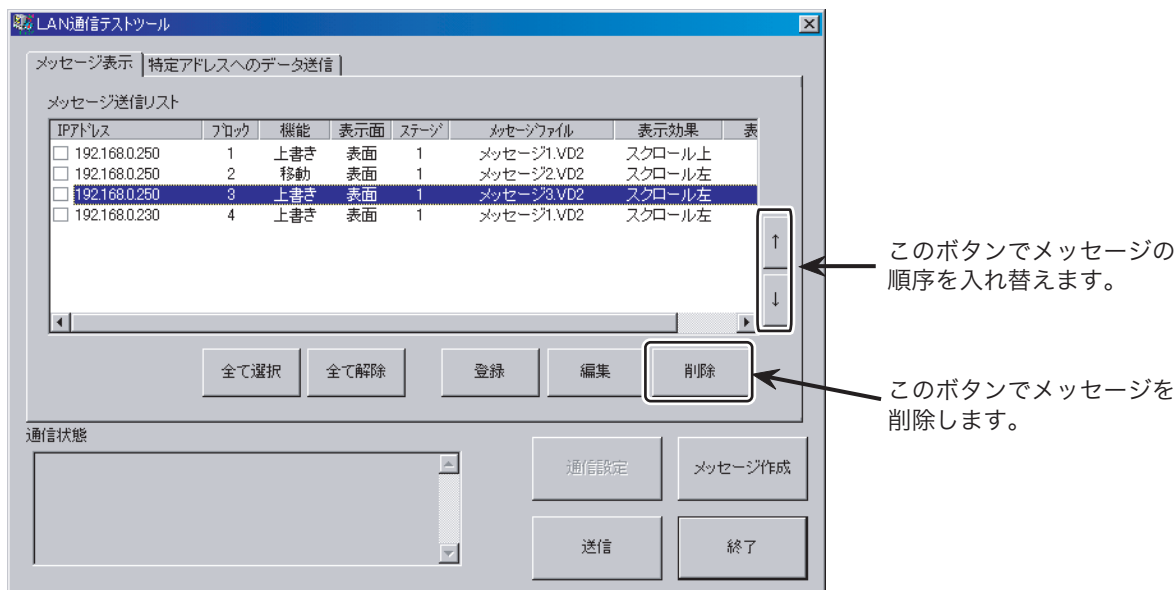 LAN通信テストツール
メッセージ表示 特定アドレスへのデータ送信
メッセージ送信リスト
IPアドレス ブロック 機能 表示面 ステージ メッセージファイル 表示効果 表
192.168.0.250 1 上書き 表面 1 メッセージ1.VD2 スクロール上
192.168.0.250 2 移動 表面 1 メッセージ2.VD2 スクロール左
192.168.0.250 3 上書き 表面 1 メッセージ3.VD2 スクロール左
192.168.0.230 4 上書き 表面 1 メッセージ1.VD2 スクロール左
↑
↓
このボタンでメッセージの
順序を入れ替えます。
全て選択 全て解除 登録 編集 削除
このボタンでメッセージを
削除します。
通信状態
通信設定 メッセージ作成
送信 終了